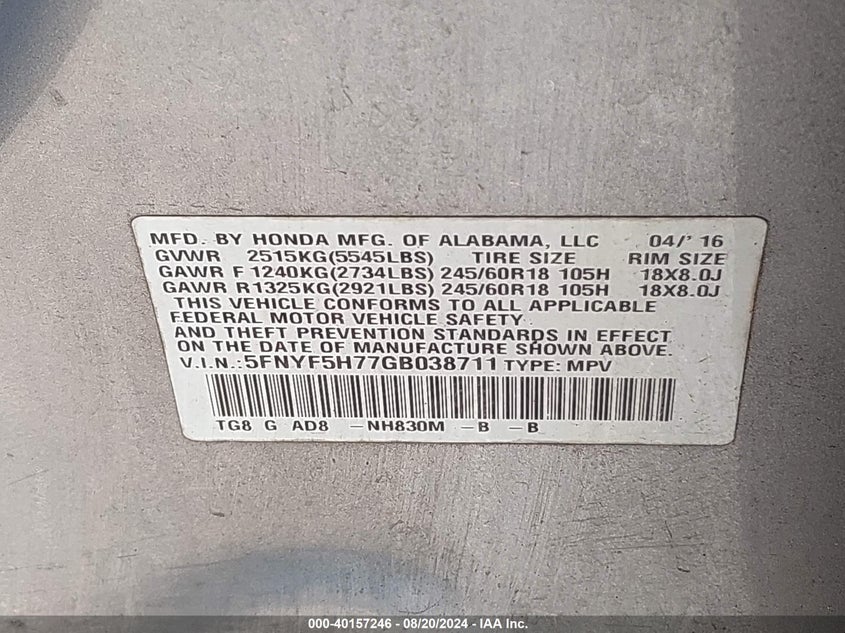 MFD. BY HONDA MFG. OF ALABAMA, LLC 04/'16
GVWR 2515KG(5545LBS) TIRE SIZE RIM SIZE
GAWR F 1240KG(2734LBS) 245/60R18 105H 18X8.0J
GAWR R 1325KG(2921LBS) 245/60R18 105H 18X8.0J
THIS VEHICLE CONFORMS TO ALL APPLICABLE
FEDERAL MOTOR VEHICLE SAFETY
AND THEFT PREVENTION STANDARDS IN EFFECT
ON THE DATE OF MANUFACTURE SHOWN ABOVE.
V.I.N.: 5FNYF5H77GB038711 TYPE: MPV
TG8 G AD8 -NH830M -B -B
000-40157246 - 08/20/2024 - IAA Inc.